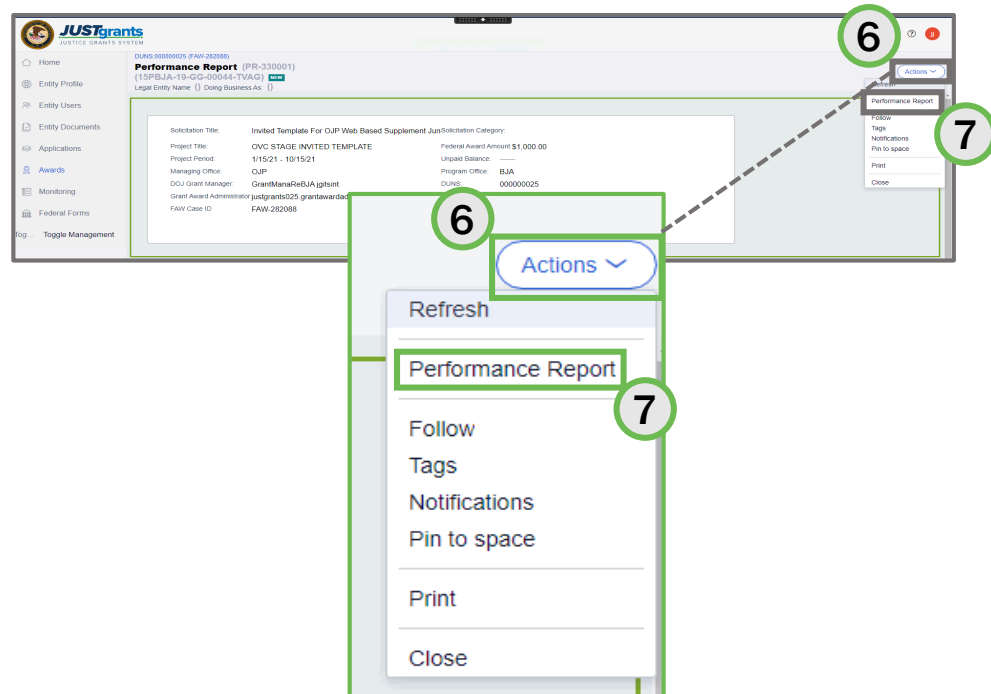 JUSTgrants
JUSTICE GRANTS SYSTEM
6
Home
Entity Profile
Entity Users
Entity Documents
Applications
Awards
Monitoring
Federal Forms
Tog... Toggle Management
DUNS:000000025 (FAW-282088)
Performance Report (PR-330001)
(15PBJA-19-GG-00044-TVAG) NEW
Legal Entity Name () Doing Business As: ()
Actions
Refresh
Performance Report
7
Follow
Tags
Notifications
Pin to space
Print
Close
Solicitation Title: Invited Template For OJP Web Based Supplement Jun Solicitation Category:
Project Title: OVC STAGE INVITED TEMPLATE Federal Award Amount $1,000.00
Project Period: 1/15/21 - 10/15/21 Unpaid Balance: -----
Managing Office: OJP Program Office: BJA
DOJ Grant Manager: GrantManaReBJA jgitsint DUNS: 000000025
Grant Award Administrator justgrants025.grantawardad
FAW Case ID FAW-282088
6
Actions
Refresh
Performance Report
7
Follow
Tags
Notifications
Pin to space
Print
Close